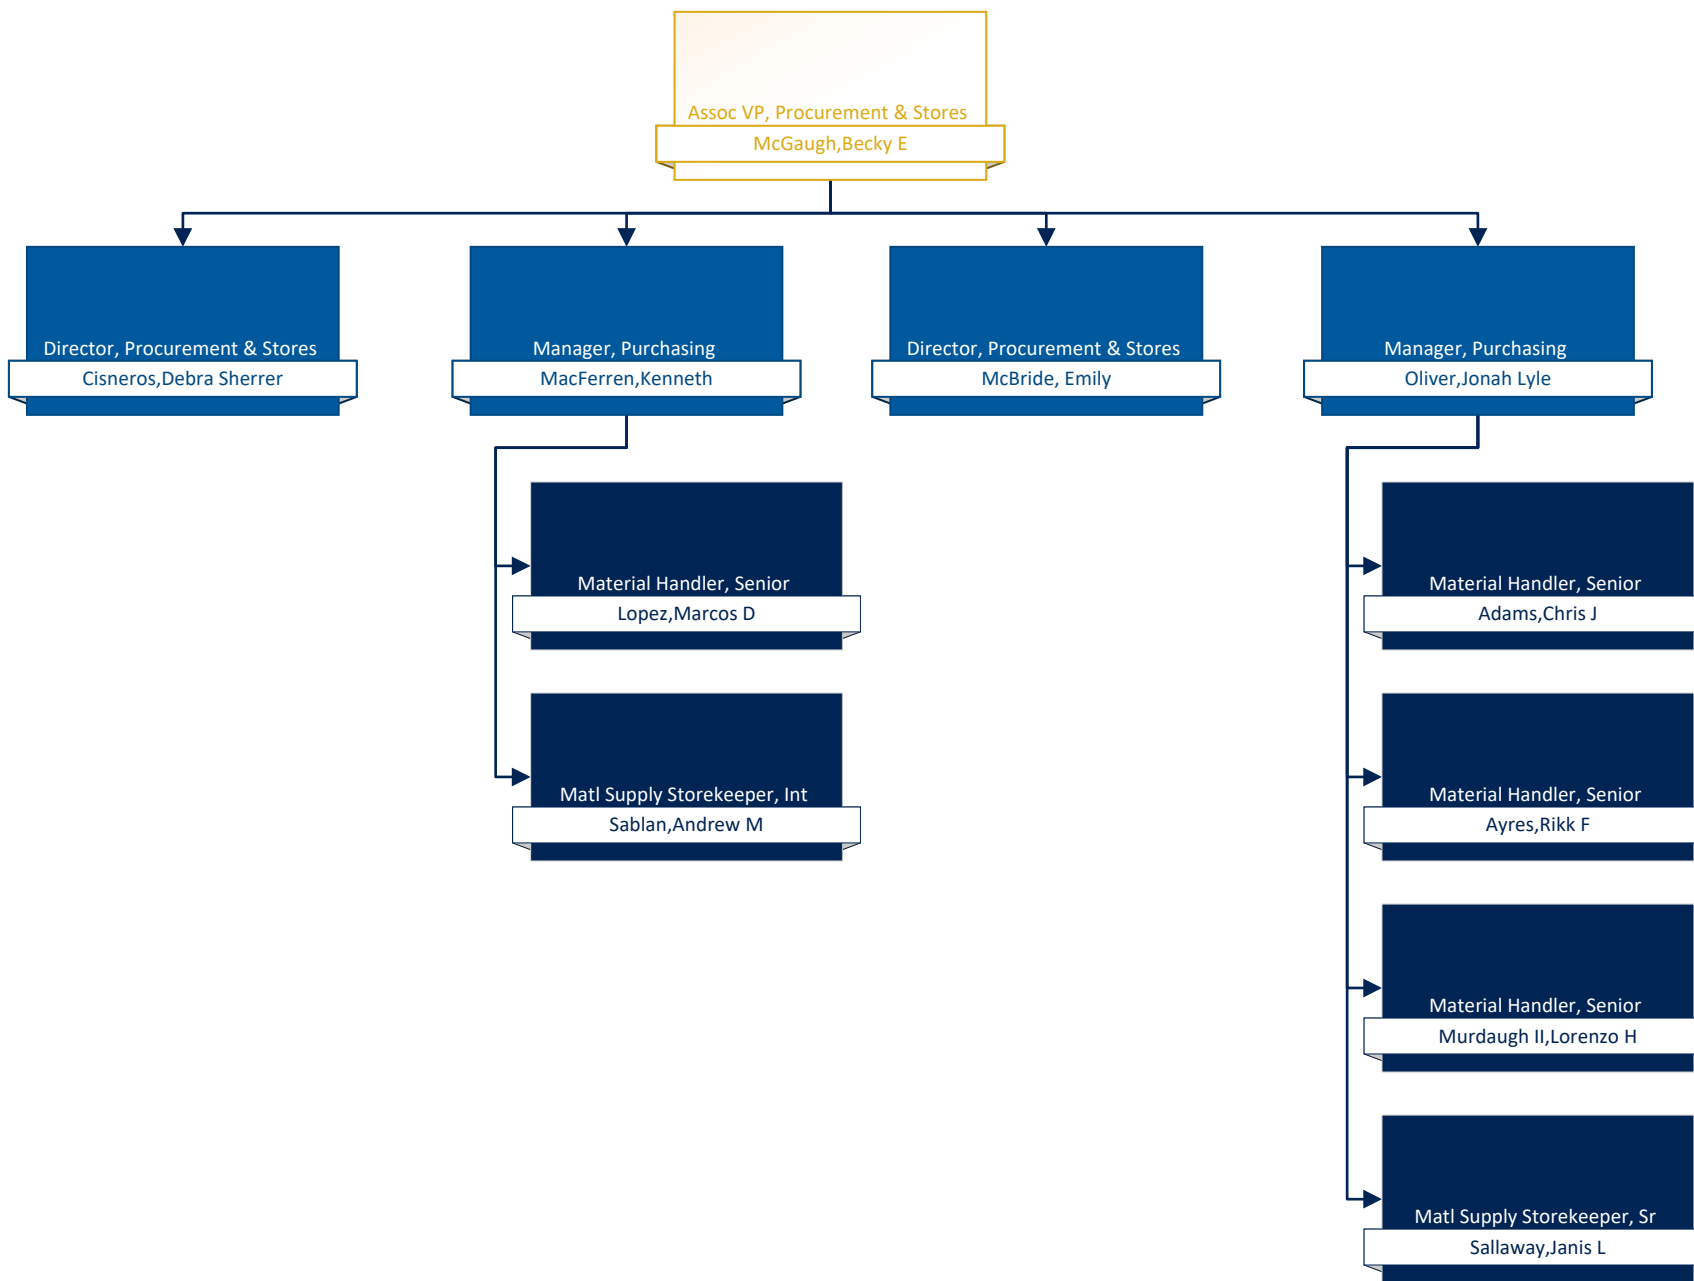 Assoc VP, Procurement & Stores
McGaugh,Becky E
Director, Procurement & Stores
Cisneros,Debra Sherrer
Manager, Purchasing
MacFerren,Kenneth
Director, Procurement & Stores
McBride, Emily
Manager, Purchasing
Oliver,Jonah Lyle
Material Handler, Senior
Lopez,Marcos D
Matl Supply Storekeeper, Int
Sablan,Andrew M
Material Handler, Senior
Adams,Chris J
Material Handler, Senior
Ayres,Rikk F
Material Handler, Senior
Murdaugh II,Lorenzo H
Matl Supply Storekeeper, Sr
Sallaway,Janis L